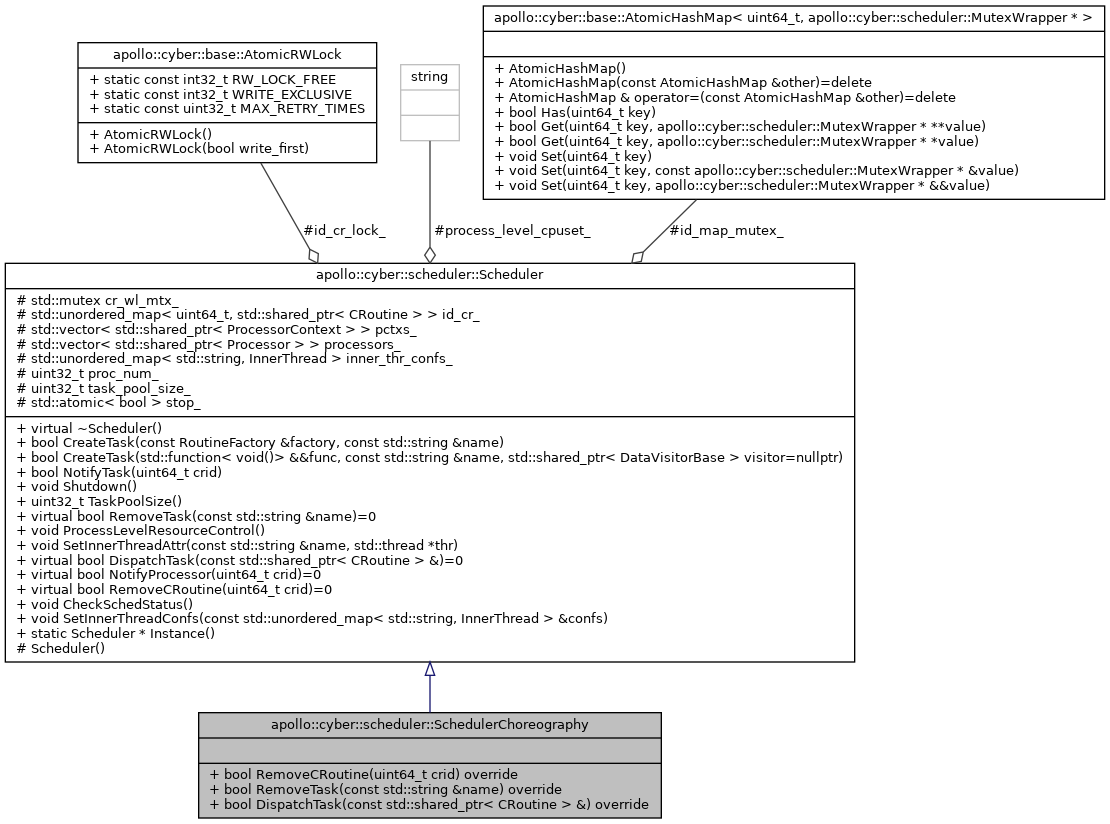 apollo::cyber::base::AtomicRWLock
+ static const int32_t RW_LOCK_FREE
+ static const int32_t WRITE_EXCLUSIVE
+ static const uint32_t MAX_RETRY_TIMES
+ AtomicRWLock()
+ AtomicRWLock(bool write_first)
string
apollo::cyber::base::AtomicHashMap< uint64_t, apollo::cyber::scheduler::MutexWrapper * >
+ AtomicHashMap()
+ AtomicHashMap(const AtomicHashMap &other)=delete
+ AtomicHashMap & operator=(const AtomicHashMap &other)=delete
+ bool Has(uint64_t key)
+ bool Get(uint64_t key, apollo::cyber::scheduler::MutexWrapper * **value)
+ bool Get(uint64_t key, apollo::cyber::scheduler::MutexWrapper * *value)
+ void Set(uint64_t key)
+ void Set(uint64_t key, const apollo::cyber::scheduler::MutexWrapper * &value)
+ void Set(uint64_t key, apollo::cyber::scheduler::MutexWrapper * &&value)
#id_cr_lock_
#process_level_cpuset_
#id_map_mutex_
apollo::cyber::scheduler::Scheduler
# std::mutex cr_wl_mtx_
# std::unordered_map< uint64_t, std::shared_ptr< CRoutine > > id_cr_
# std::vector< std::shared_ptr< ProcessorContext > > pctxs_
# std::vector< std::shared_ptr< Processor > > processors_
# std::unordered_map< std::string, InnerThread > inner_thr_confs_
# uint32_t proc_num_
# uint32_t task_pool_size_
# std::atomic< bool > stop_
+ virtual ~Scheduler()
+ bool CreateTask(const RoutineFactory &factory, const std::string &name)
+ bool CreateTask(std::function< void()> &&func, const std::string &name, std::shared_ptr< DataVisitorBase > visitor=nullptr)
+ bool NotifyTask(uint64_t crid)
+ void Shutdown()
+ uint32_t TaskPoolSize()
+ virtual bool RemoveTask(const std::string &name)=0
+ void ProcessLevelResourceControl()
+ void SetInnerThreadAttr(const std::string &name, std::thread *thr)
+ virtual bool DispatchTask(const std::shared_ptr< CRoutine > &)=0
+ virtual bool NotifyProcessor(uint64_t crid)=0
+ virtual bool RemoveCRoutine(uint64_t crid)=0
+ void CheckSchedStatus()
+ void SetInnerThreadConfs(const std::unordered_map< std::string, InnerThread > &confs)
+ static Scheduler * Instance()
# Scheduler()
apollo::cyber::scheduler::SchedulerChoreography
+ bool RemoveCRoutine(uint64_t crid) override
+ bool RemoveTask(const std::string &name) override
+ bool DispatchTask(const std::shared_ptr< CRoutine > &) override